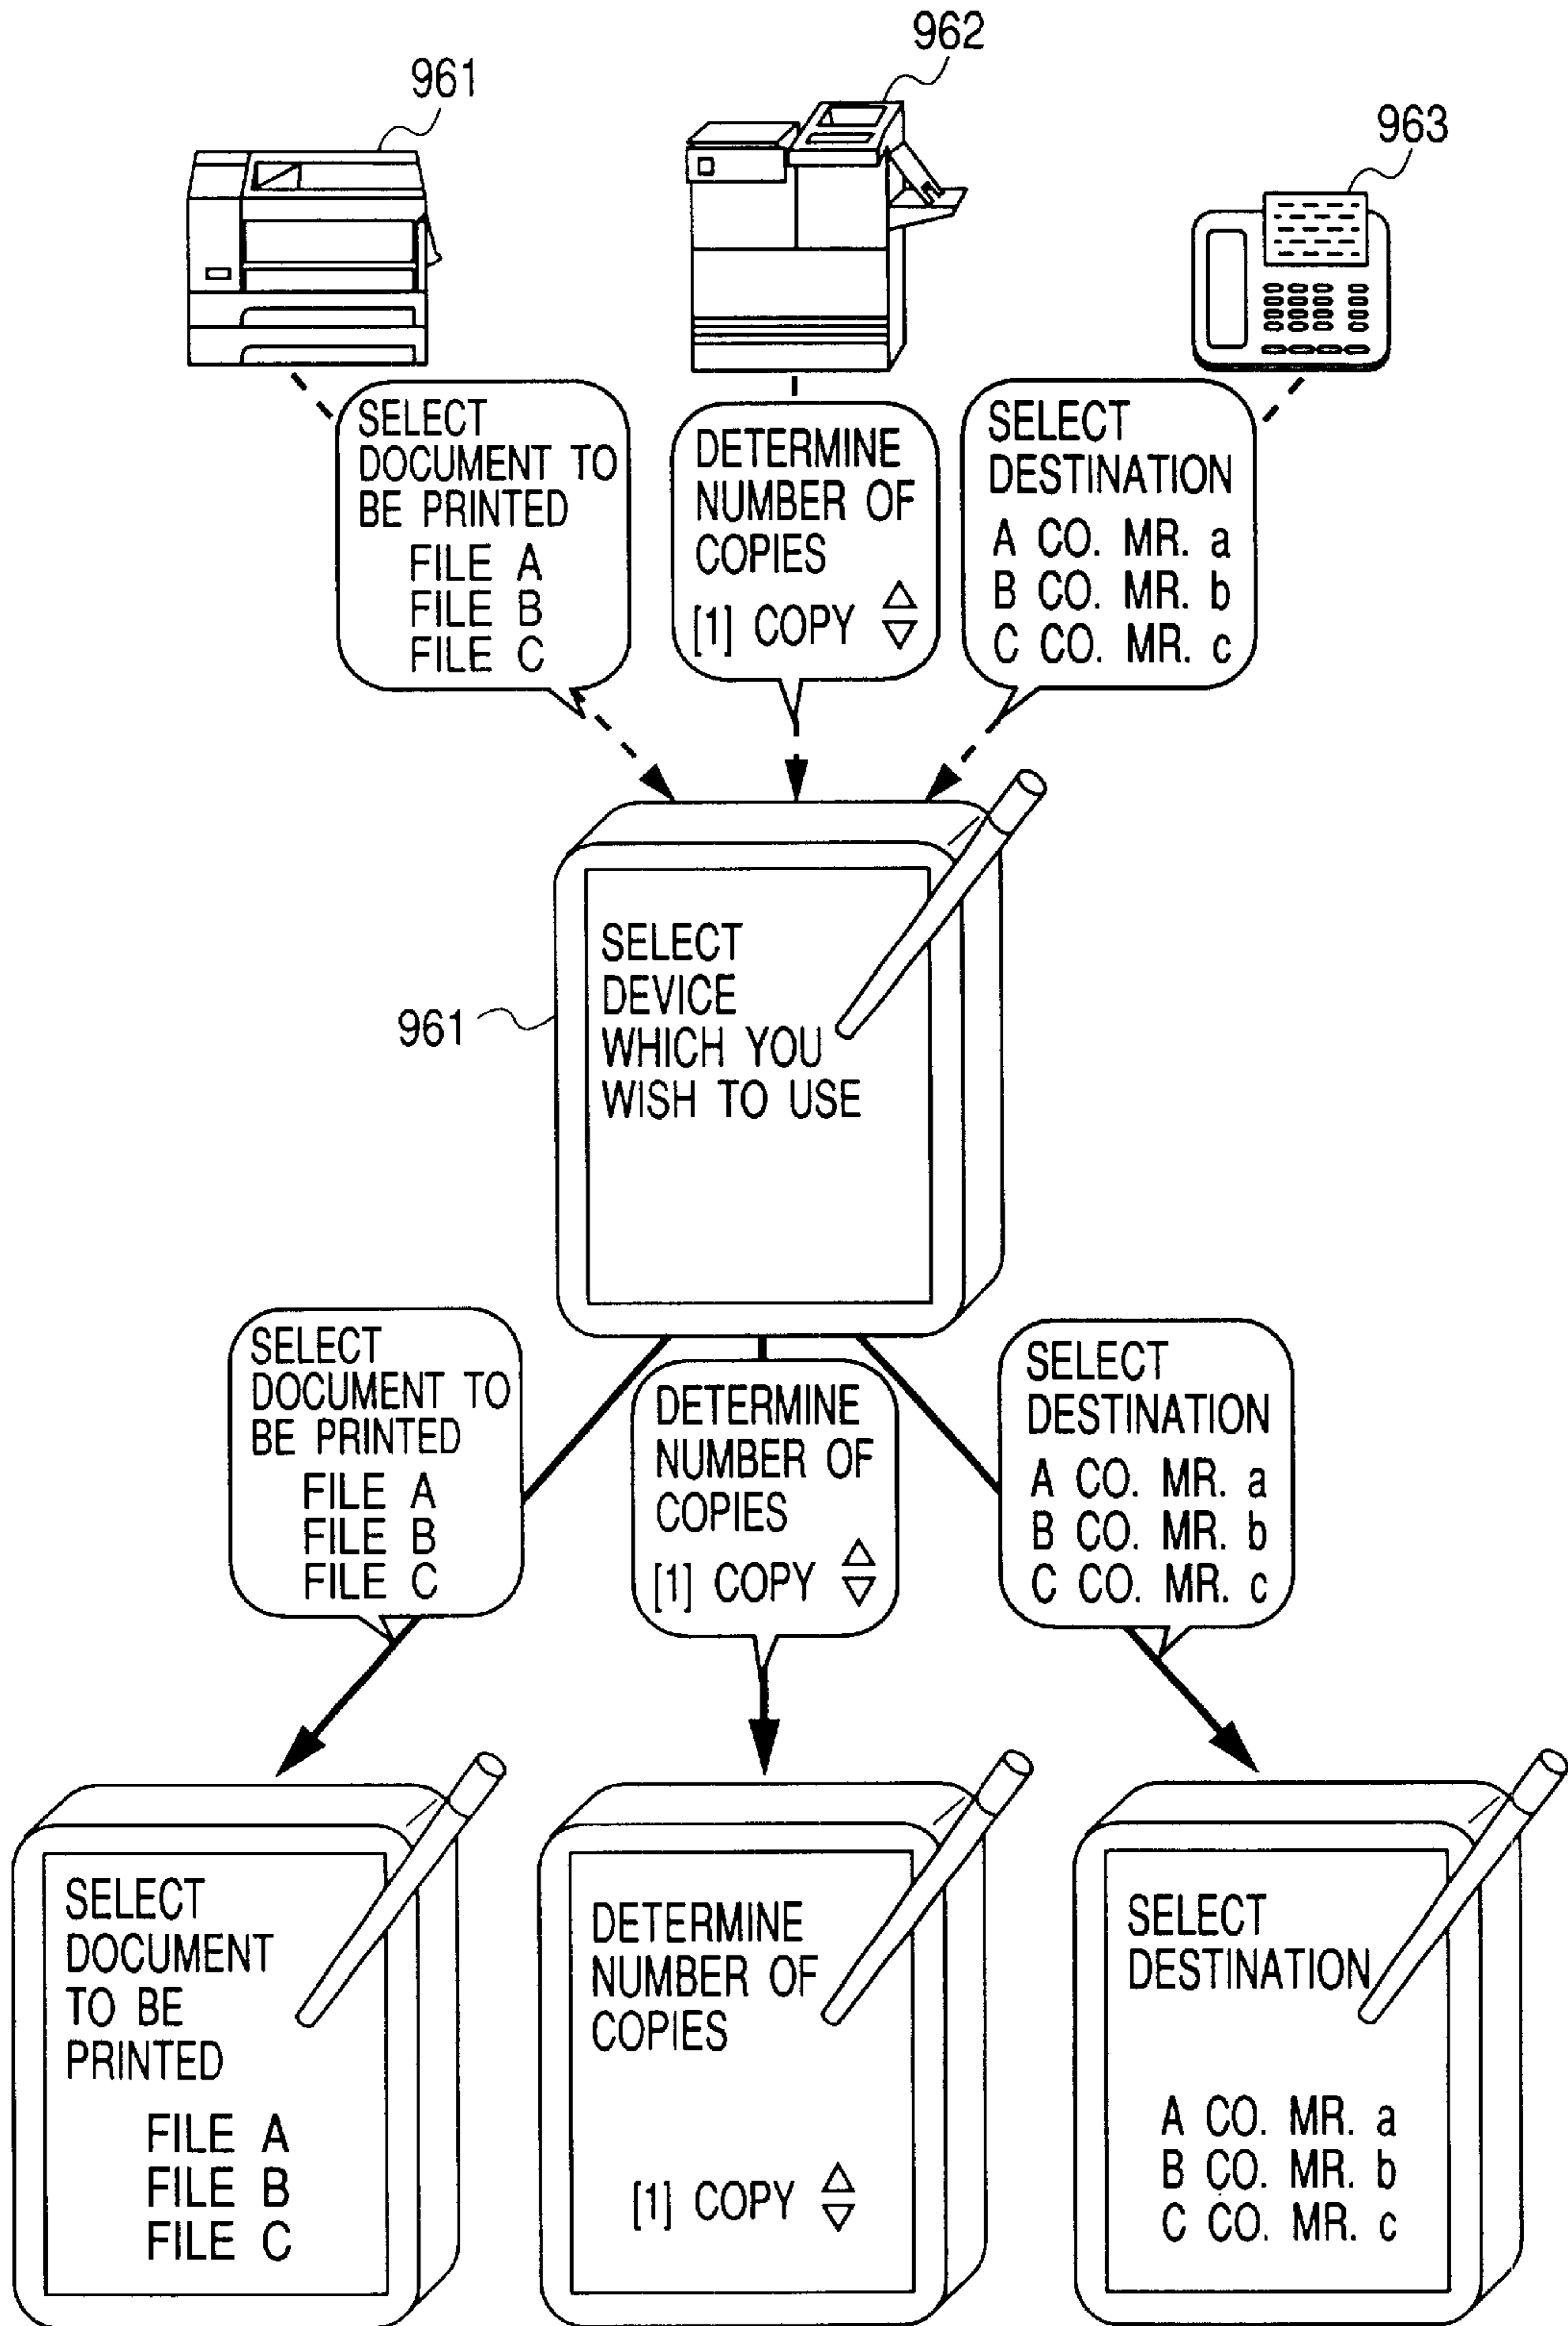 961
962
963
SELECT
DOCUMENT TO
BE PRINTED
FILE A
FILE B
FILE C
DETERMINE
NUMBER OF
COPIES
[1] COPY △▽
SELECT
DESTINATION
A CO. MR. a
B CO. MR. b
C CO. MR. c
961
SELECT
DEVICE
WHICH YOU
WISH TO USE
SELECT
DOCUMENT TO
BE PRINTED
FILE A
FILE B
FILE C
DETERMINE
NUMBER OF
COPIES
[1] COPY △▽
SELECT
DESTINATION
A CO. MR. a
B CO. MR. b
C CO. MR. c
SELECT
DOCUMENT
TO BE
PRINTED
FILE A
FILE B
FILE C
DETERMINE
NUMBER OF
COPIES
[1] COPY △▽
SELECT
DESTINATION
A CO. MR. a
B CO. MR. b
C CO. MR. c